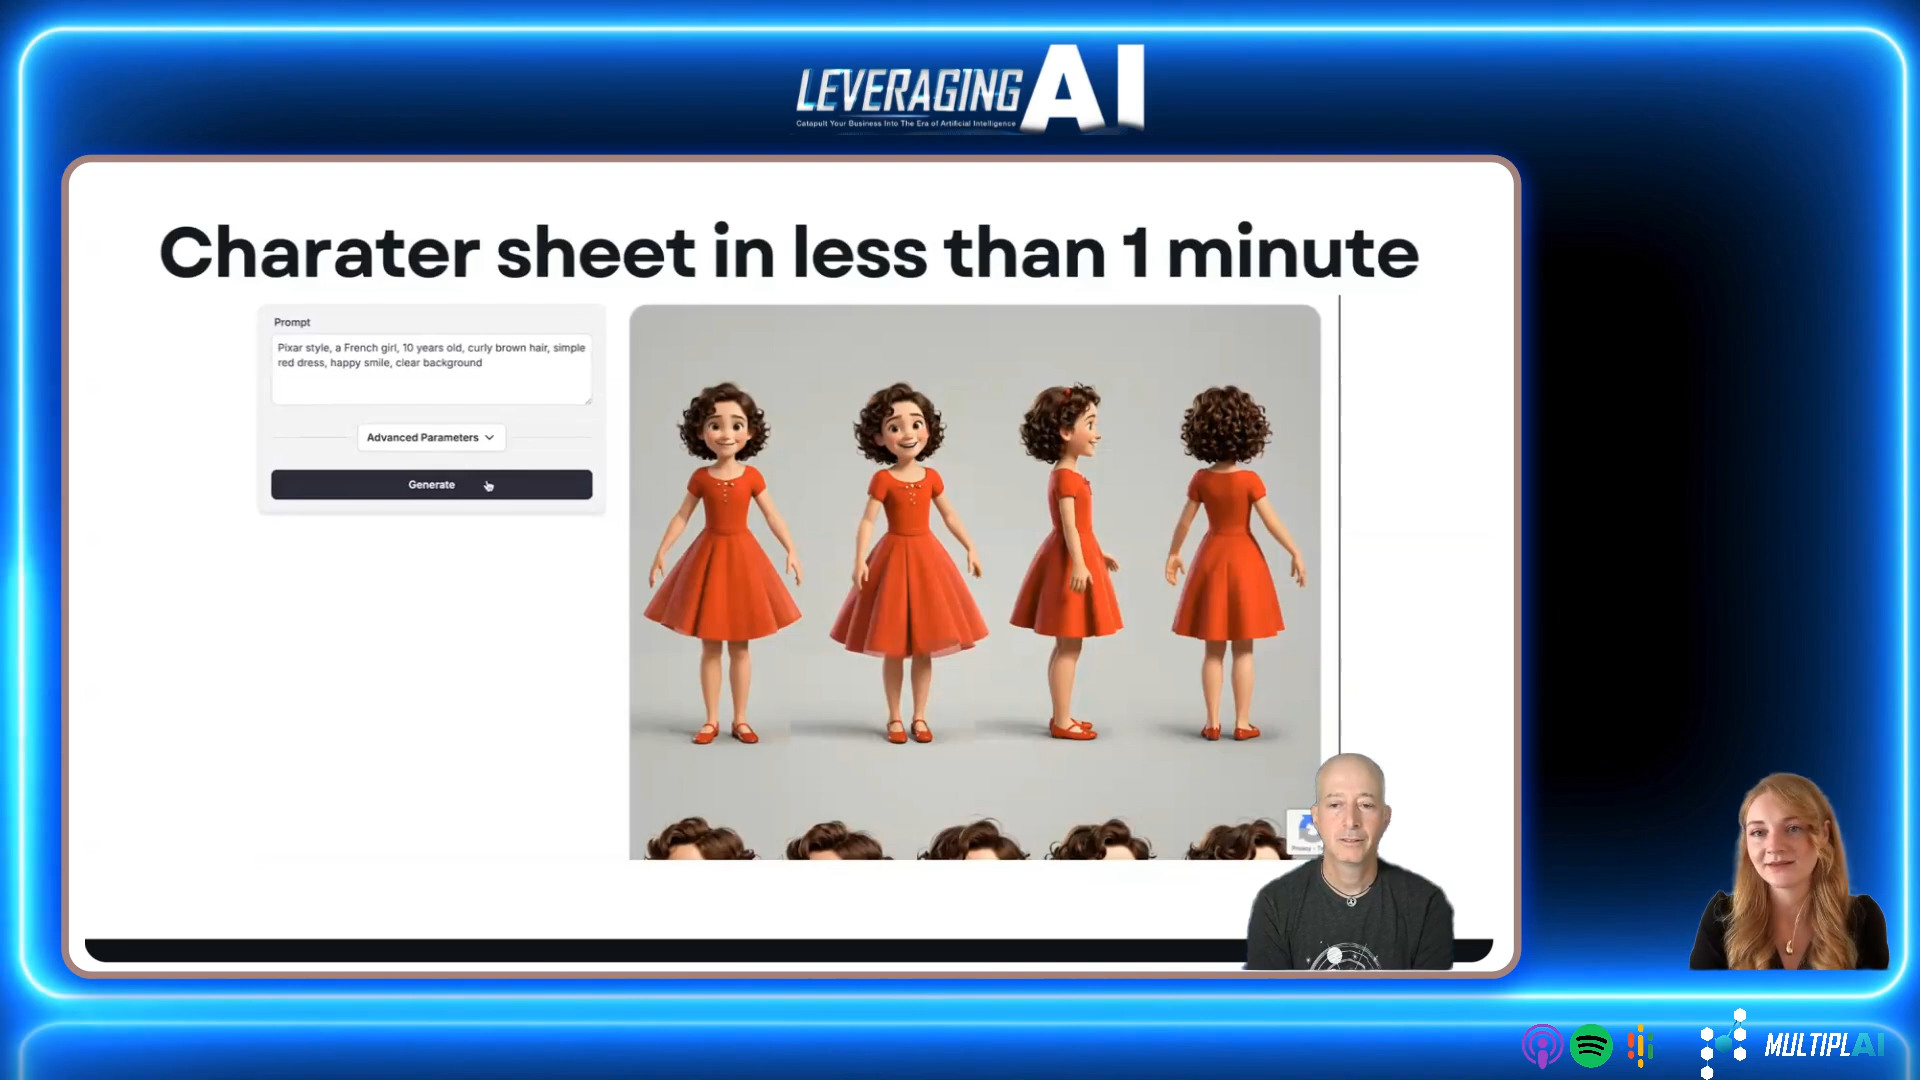 LEVERAGING AI
Catapult Your Business Into The Era of Artificial Intelligence
Charater sheet in less than 1 minute
Prompt
Pixar style, a French girl, 10 years old, curly brown hair, simple
red dress, happy smile, clear background
Advanced Parameters
Generate
Privacy
MULTIPLAI